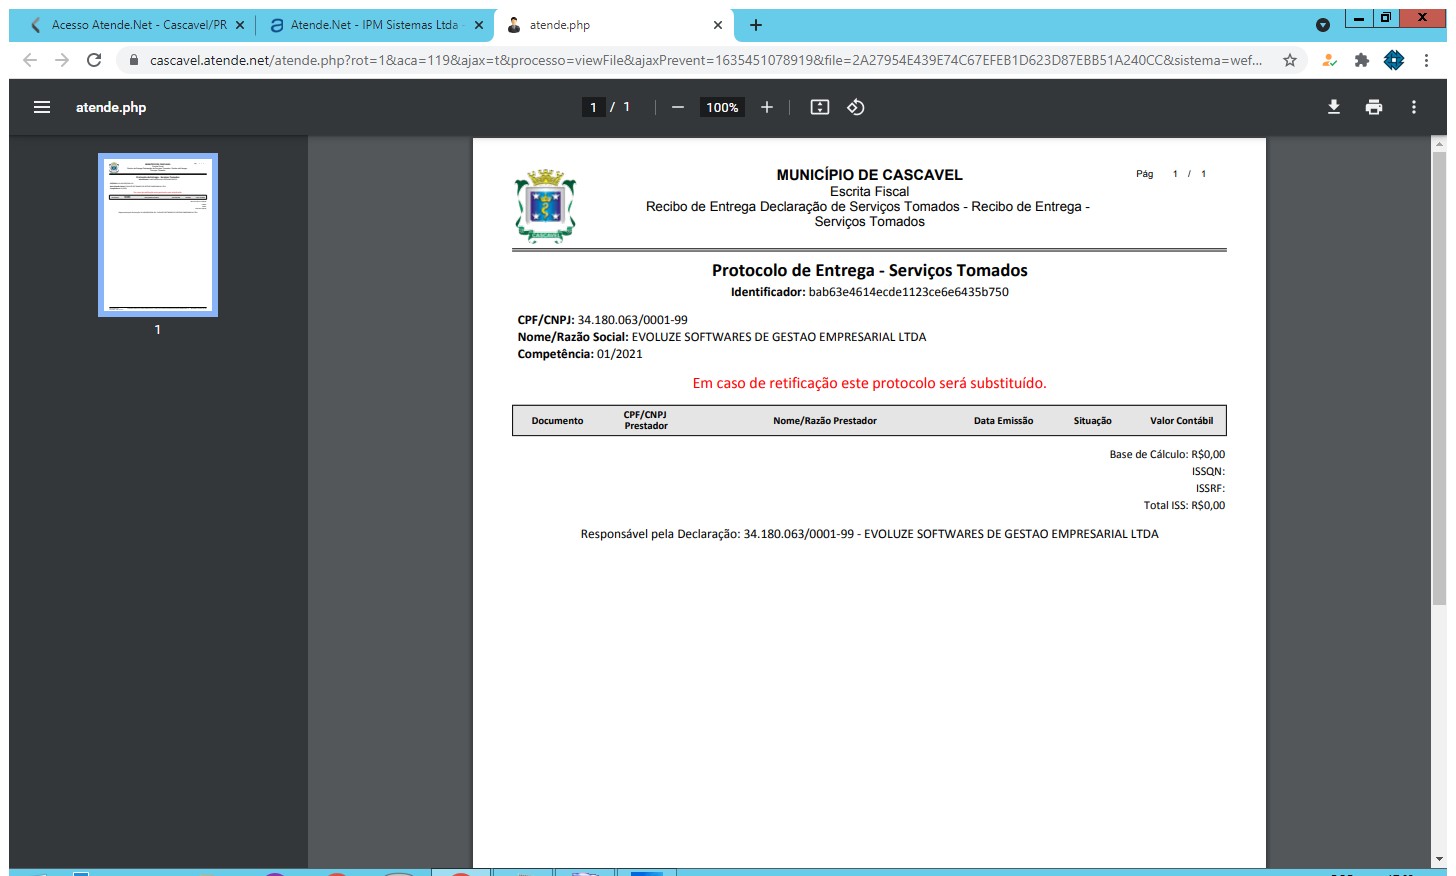 Acesso Atende.Net - Cascavel/PR
Atende.Net - IPM Sistemas Ltda -
atende.php
cascavel.atende.net/atende.php?rot=1&aca=119&ajax=t&processo=viewFile&ajaxPrevent=1635451078919&file=2A27954E439E74C67EFEB1D623D87EBB51A240CC&sistema=wef...
atende.php
1 / 1
100%
1
MUNICÍPIO DE CASCAVEL
Pág 1 / 1
Escrita Fiscal
Recibo de Entrega Declaração de Serviços Tomados - Recibo de Entrega -
Serviços Tomados
CASCAVEL
Protocolo de Entrega - Serviços Tomados
Identificador: bab63e4614ecde1123ce6e6435b750
CPF/CNPJ: 34.180.063/0001-99
Nome/Razão Social: EVOLUZE SOFTWARES DE GESTAO EMPRESARIAL LTDA
Competência: 01/2021
Em caso de retificação este protocolo será substituído.
Documento CPF/CNPJ Prestador Nome/Razão Prestador Data Emissão Situação Valor Contábil
Base de Cálculo: R$0,00
ISSQN:
ISSRF:
Total ISS: R$0,00
Responsável pela Declaração: 34.180.063/0001-99 - EVOLUZE SOFTWARES DE GESTAO EMPRESARIAL LTDA